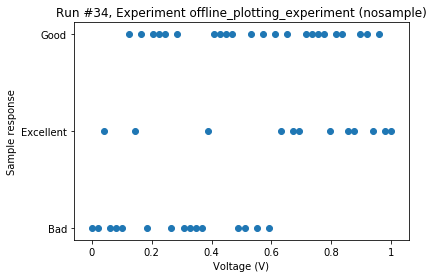 Run #34, Experiment offline_plotting_experiment (nosample)
Good
Excellent
Bad
Sample response
0 0.2 0.4 0.6 0.8 1
Voltage (V)